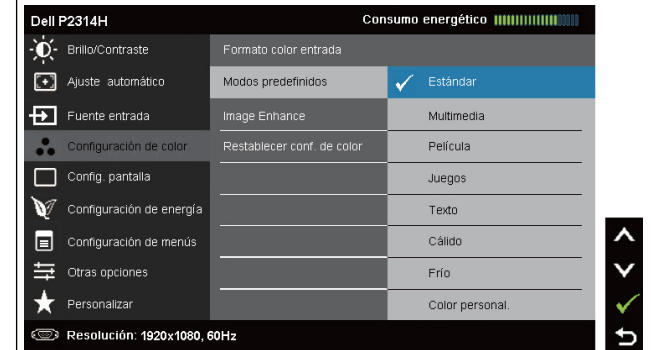 Dell P2314H
Consumo energético
Brillo/Contraste
Formato color entrada
Ajuste automático
Modos predefinidos
Estándar
Fuente entrada
Image Enhance
Multimedia
Configuración de color
Restablecer conf. de color
Película
Config. pantalla
Juegos
Configuración de energía
Texto
Configuración de menús
Cálido
Otras opciones
Frío
Personalizar
Color personal.
Resolución: 1920x1080, 60Hz